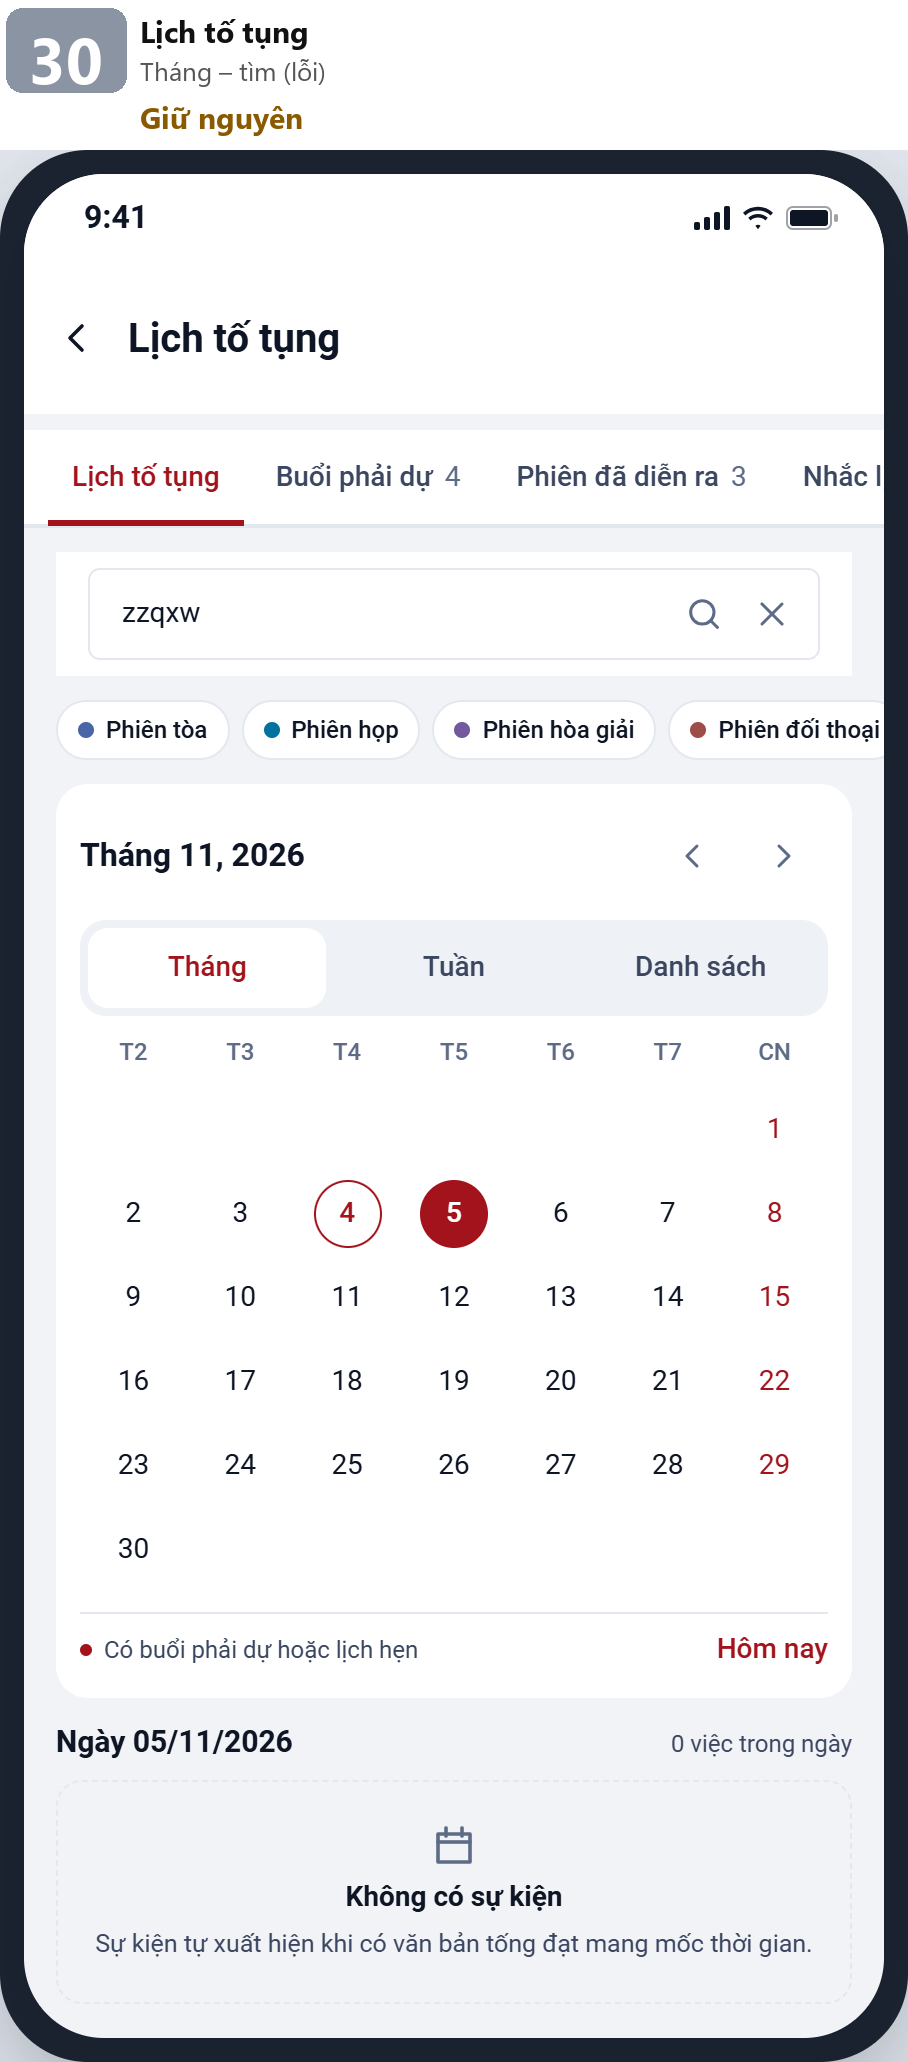 30
Lịch tố tụng
Tháng – tìm (lỗi)
Giữ nguyên
9:41
Lịch tố tụng
Lịch tố tụng Buổi phải dự 4 Phiên đã diễn ra 3 Nhắc l
zzqxw
Phiên tòa Phiên họp Phiên hòa giải Phiên đối thoại
Tháng 11, 2026
Tháng Tuần Danh sách
T2 T3 T4 T5 T6 T7 CN
1
2 3 4 5 6 7 8
9 10 11 12 13 14 15
16 17 18 19 20 21 22
23 24 25 26 27 28 29
30
Có buổi phải dự hoặc lịch hẹn Hôm nay
Ngày 05/11/2026 0 việc trong ngày
Không có sự kiện
Sự kiện tự xuất hiện khi có văn bản tống đạt mang mốc thời gian.